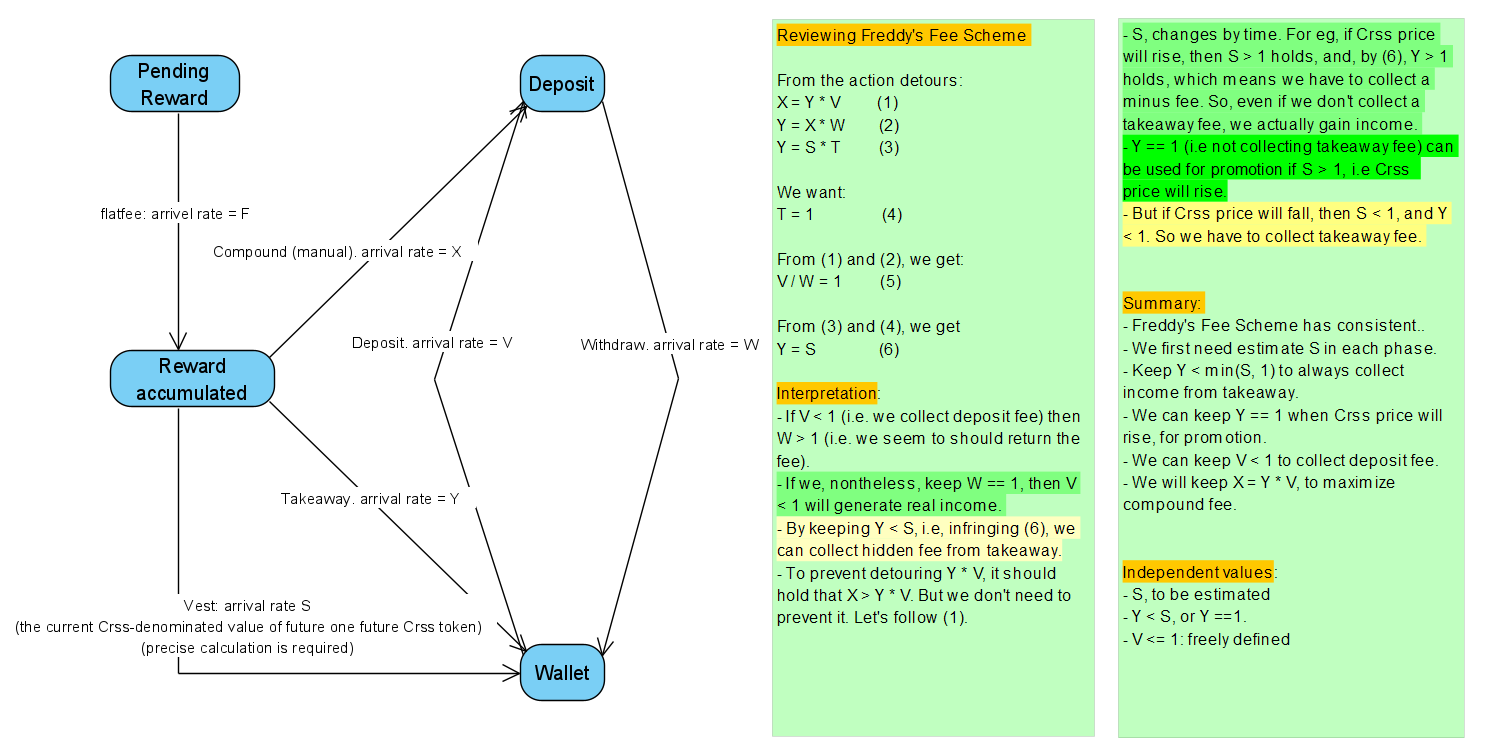 Pending
Reward
Deposit
flatfee: arrivel rate = F
Compound (manual). arrival rate = X
Deposit. arrival rate = V
Withdraw. arrival rate = W
Reward
accumulated
Takeaway. arrival rate = Y
Vest: arrival rate S
(the current Crss-denominated value of future one future Crss token)
(precise calculation is required)
Wallet
Reviewing Freddy's Fee Scheme
From the action detours:
X = Y * V (1)
Y = X * W (2)
Y = S * T (3)
We want:
T = 1 (4)
From (1) and (2), we get:
V / W = 1 (5)
From (3) and (4), we get
Y = S (6)
Interpretation:
- If V < 1 (i.e. we collect deposit fee) then
W > 1 (i.e. we seem to should return the
fee).
- If we, nontheless, keep W == 1, then V
< 1 will generate real income.
- By keeping Y < S, i.e, infringing (6), we
can collect hidden fee from takeaway.
- To prevent detouring Y * V, it should
hold that X > Y * V. But we don't need to
prevent it. Let's follow (1).
- S, changes by time. For eg, if Crss price
will rise, then S > 1 holds, and, by (6), Y > 1
holds, which means we have to collect a
minus fee. So, even if we don't collect a
takeaway fee, we actually gain income.
- Y == 1 (i.e not collecting takeaway fee) can
be used for promotion if S > 1, i.e Crss
price will rise.
- But if Crss price will fall, then S < 1, and Y
< 1. So we have to collect takeaway fee.
Summary:
- Freddy's Fee Scheme has consistent..
- We first need estimate S in each phase.
- Keep Y < min(S, 1) to always collect
income from takeaway.
- We can keep Y == 1 when Crss price will
rise, for promotion.
- We can keep V < 1 to collect deposit fee.
- We will keep X = Y * V, to maximize
compound fee.
Independent values:
- S, to be estimated
- Y < S, or Y ==1.
- V <= 1: freely defined